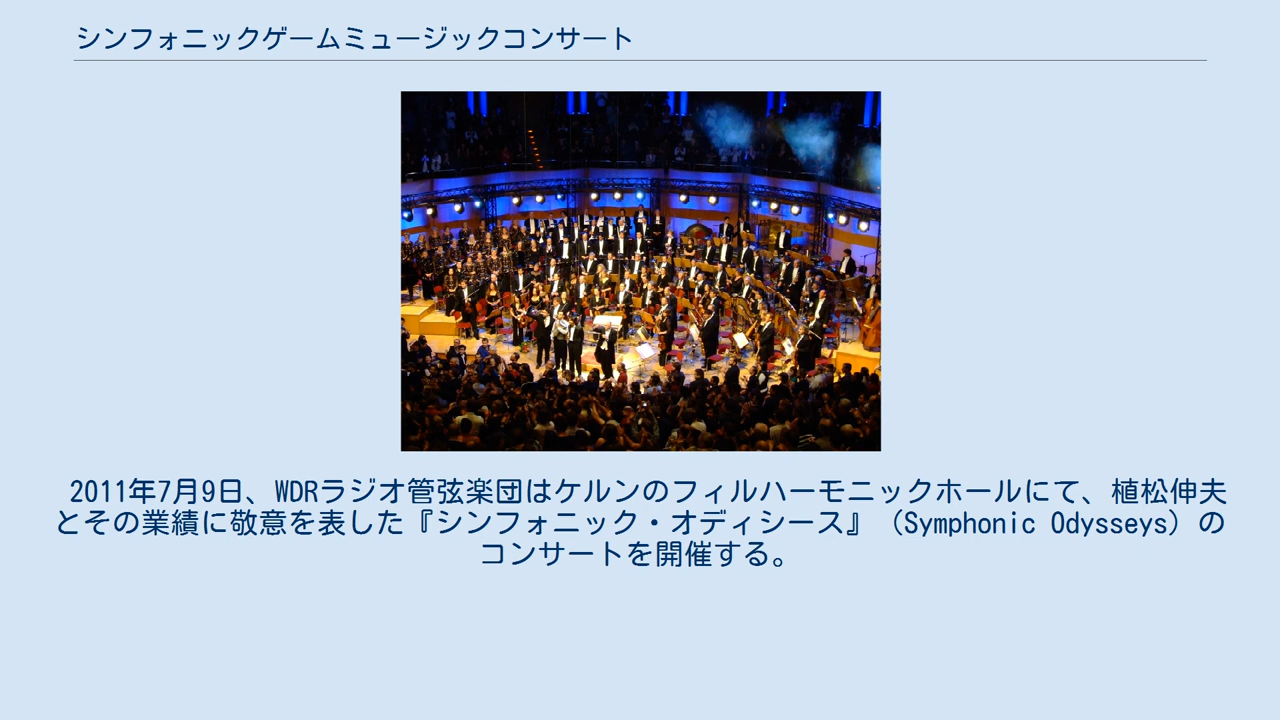 シンフォニックゲームミュージックコンサート
2011年7月9日、WDRラジオ管弦楽団はケルンのフィルハーモニックホールにて、植松伸夫
とその業績に敬意を表した『シンフォニック・オディシース』（Symphonic Odysseys）の
コンサートを開催する。